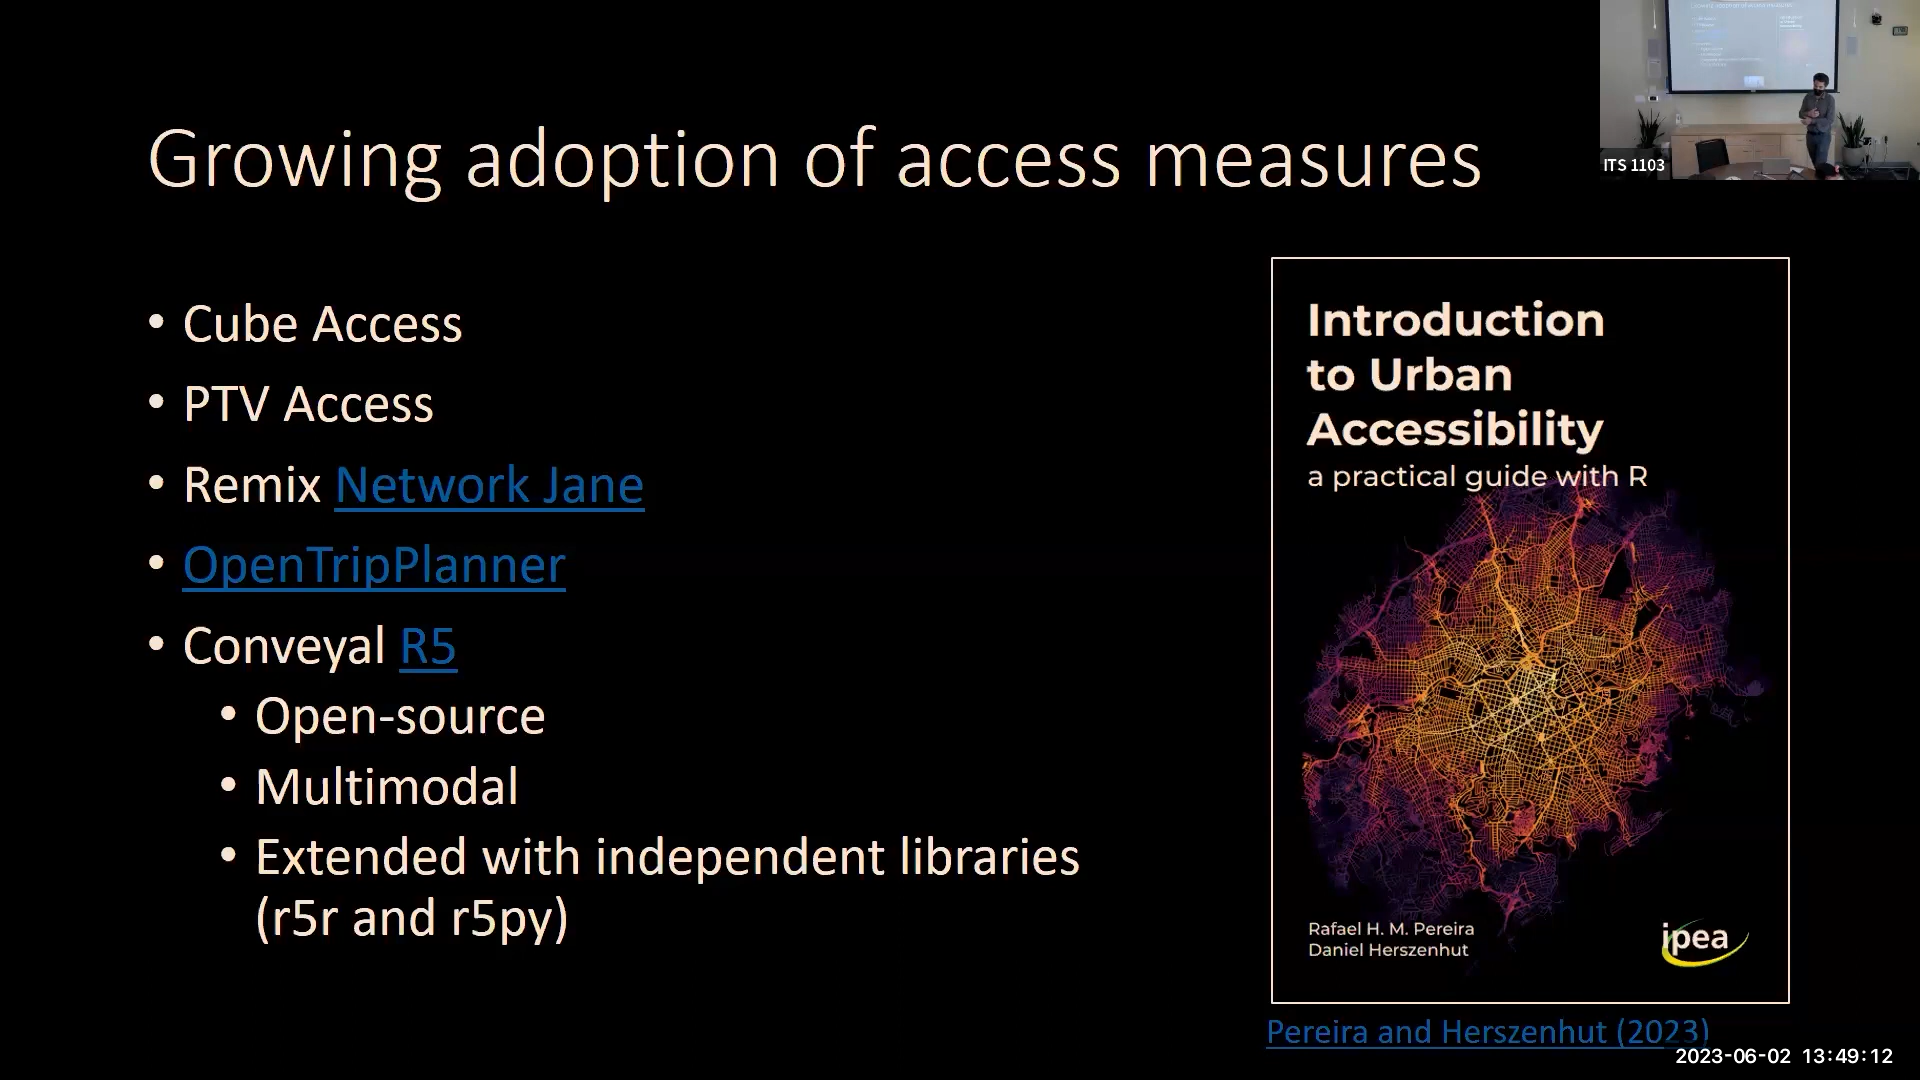 Growing adoption of access measures
ITS 1103
• Cube Access
• PTV Access
• Remix Network Jane
• OpenTripPlanner
• Conveyal R5
• Open-source
• Multimodal
• Extended with independent libraries
(r5r and r5py)
Introduction
to Urban
Accessibility
a practical guide with R
Rafael H. M. Pereira
Daniel Herszenhut
ipea
Pereira and Herszenhut (2023)
2023-06-02 13:49:12